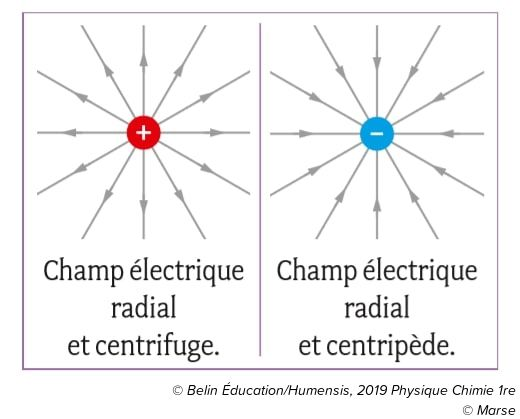 +
−
Champ électrique
radial
et centrifuge.
Champ électrique
radial
et centripède.
© Belin Éducation/Humensis, 2019 Physique Chimie 1re
© Marse